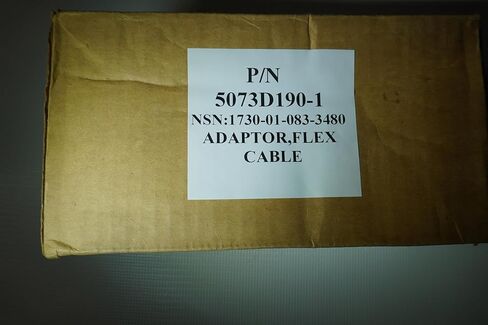 P/N
5073D190-1
NSN:1730-01-083-3480
ADAPTOR,FLEX
CABLE